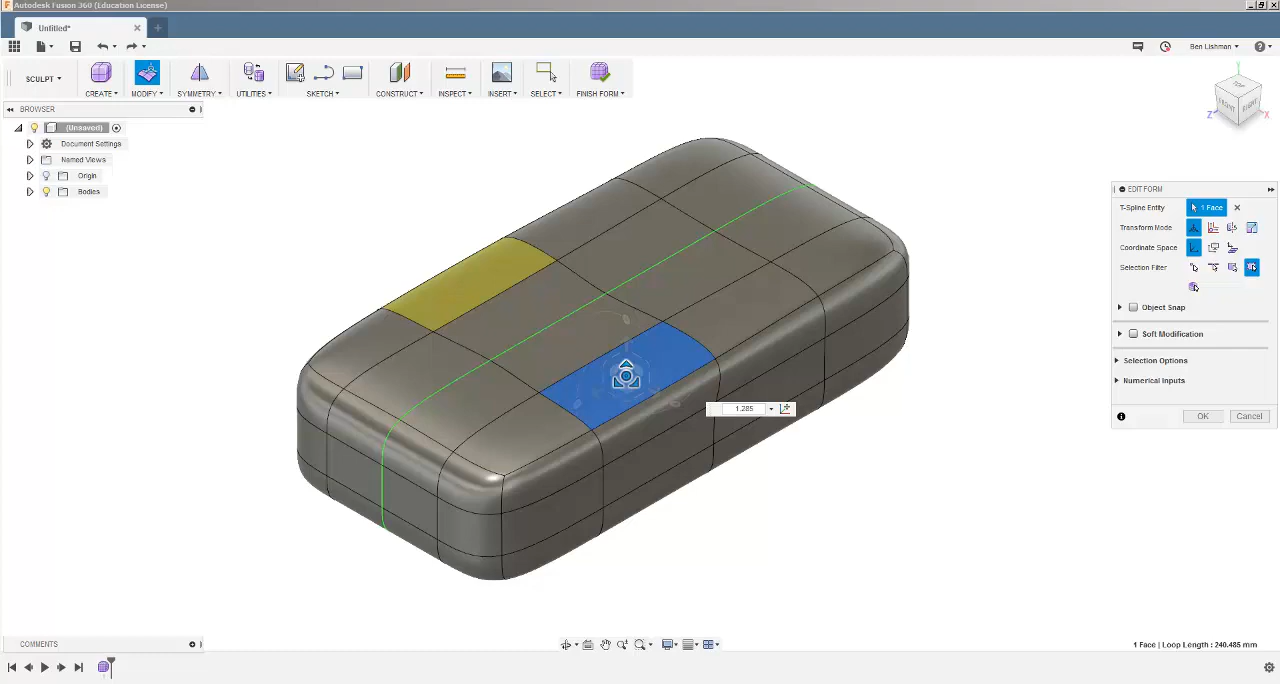 Autodesk Fusion 360 (Education License)
Untitled*
Ben Lishman
SCULPT
CREATE
MODIFY
SYMMETRY
UTILITIES
SKETCH
CONSTRUCT
INSPECT
INSERT
SELECT
FINISH FORM
BROWSER
(Unsaved)
Document Settings
Named Views
Origin
Bodies
Y
TOP
FRONT
RIGHT
Z
X
EDIT FORM
T-Spline Entity
1 Face
Transform Mode
Coordinate Space
Selection Filter
Object Snap
Soft Modification
Selection Options
Numerical Inputs
OK
Cancel
1.285
COMMENTS
1 Face | Loop Length : 240.485 mm